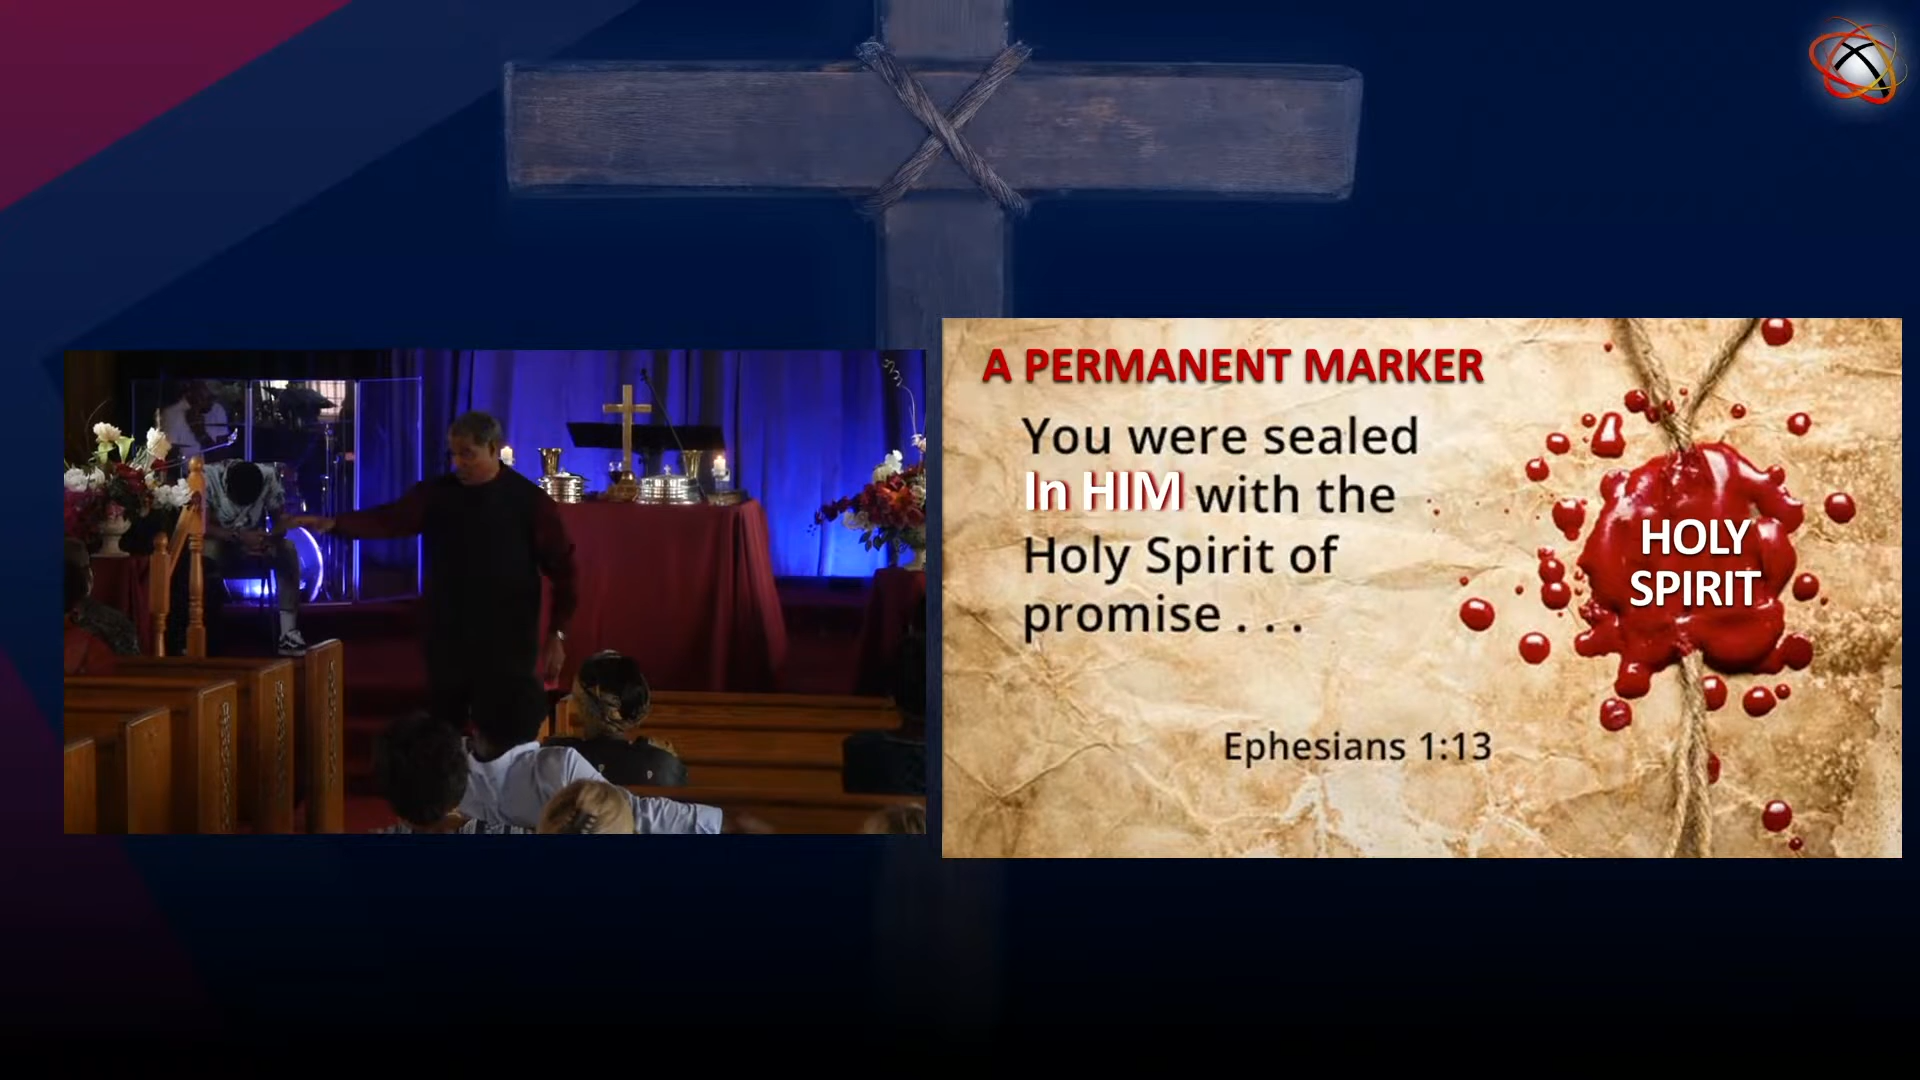 A PERMANENT MARKER
You were sealed
In HIM with the
Holy Spirit of
promise . . .
HOLY
SPIRIT
Ephesians 1:13